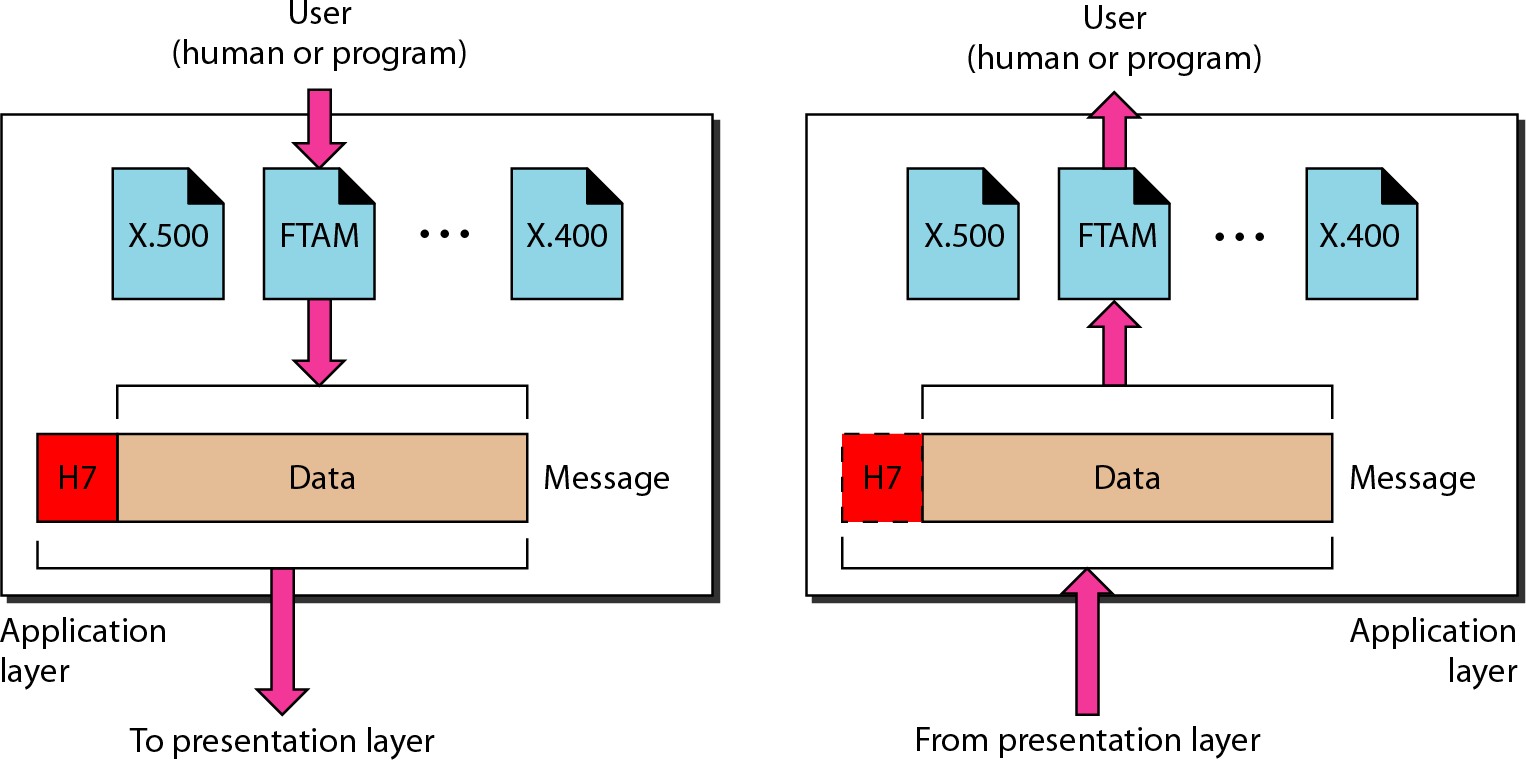 User
(human or program)
X.500
FTAM
...
X.400
H7
Data
Message
Application
layer
To presentation layer
User
(human or program)
X.500
FTAM
...
X.400
H7
Data
Message
Application
layer
From presentation layer